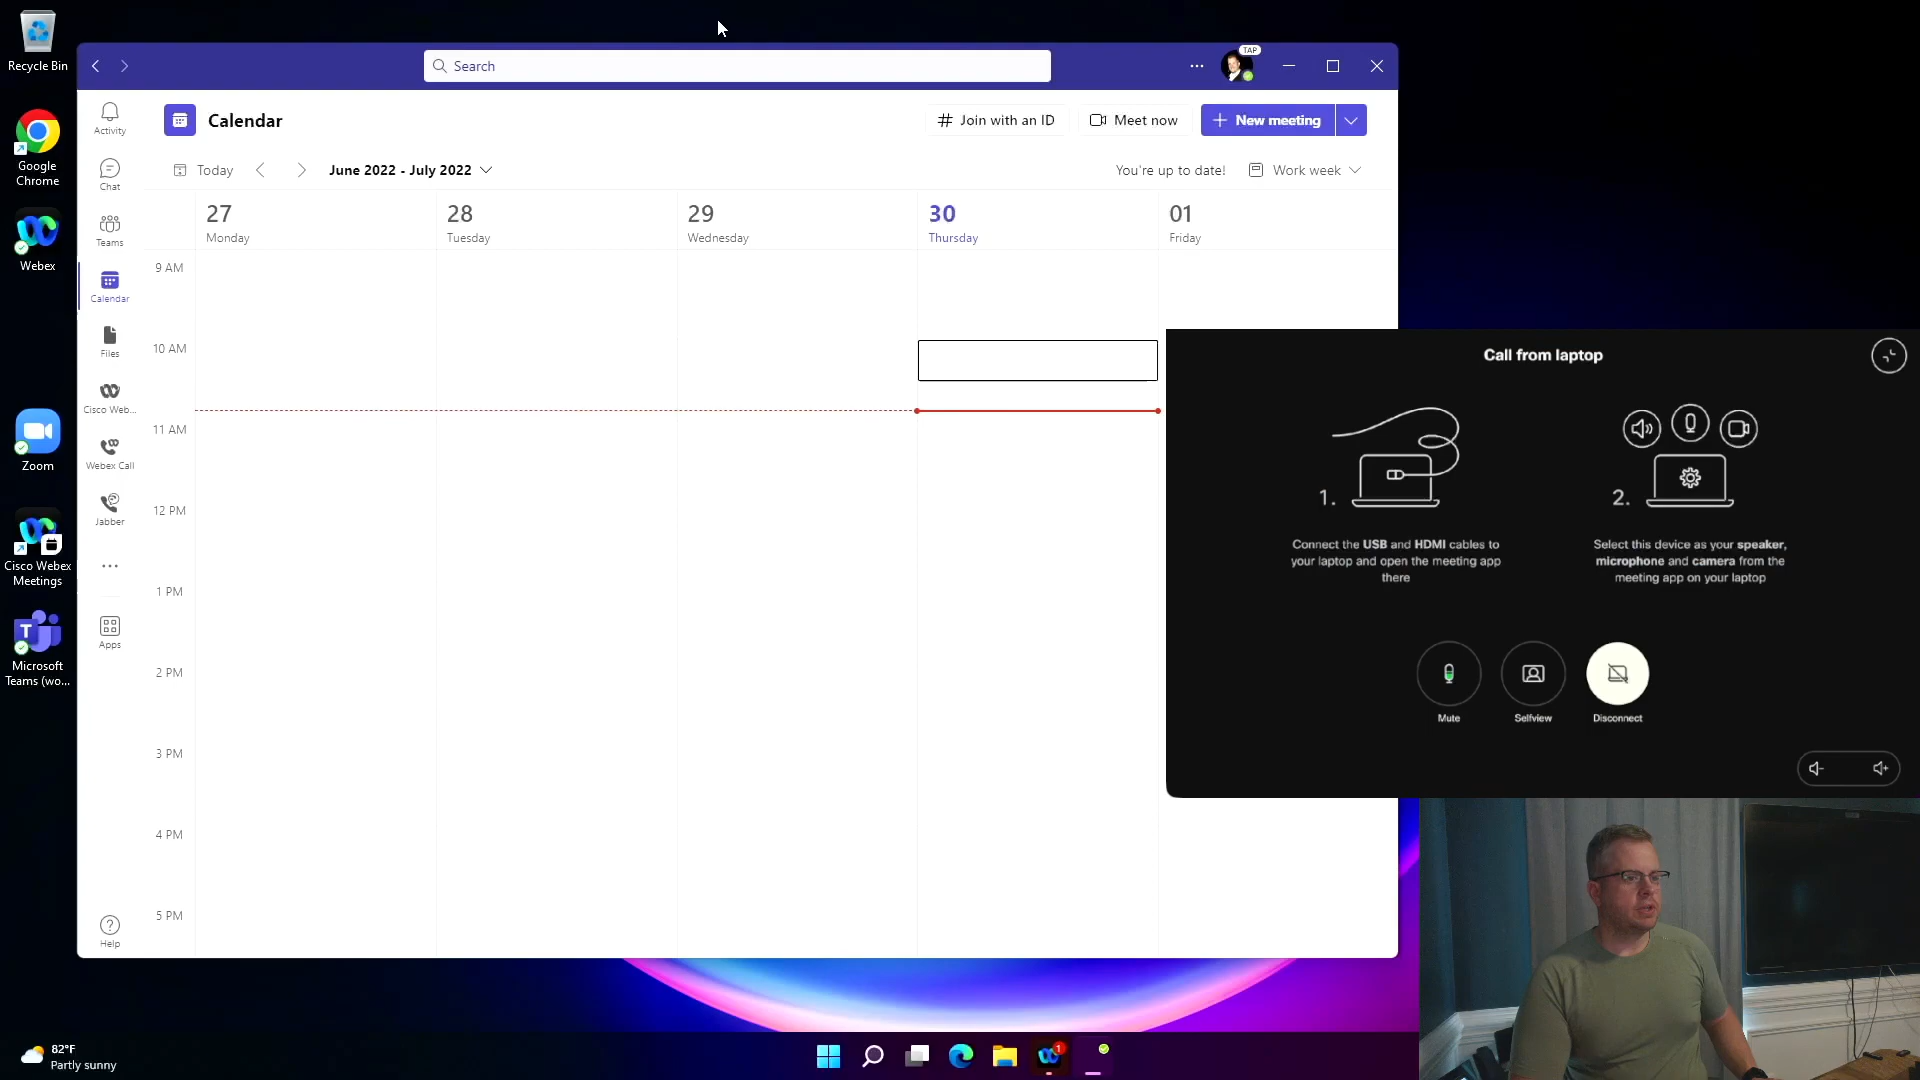 Recycle Bin
Google
Chrome
Webex
Zoom
Cisco Webex
Meetings
Microsoft
Teams (wo...
Search
TAP
Activity
Chat
Teams
Calendar
Files
Cisco Web...
Webex Call
Jabber
Apps
Help
Calendar
Join with an ID
Meet now
New meeting
Today
June 2022 - July 2022
You're up to date!
Work week
27
Monday
28
Tuesday
29
Wednesday
30
Thursday
01
Friday
9 AM
10 AM
11 AM
12 PM
1 PM
2 PM
3 PM
4 PM
5 PM
Call from laptop
1.
Connect the USB and HDMI cables to
your laptop and open the meeting app
there
2.
Select this device as your speaker,
microphone and camera from the
meeting app on your laptop
Mute
Selfview
Disconnect
82°F
Partly sunny
1